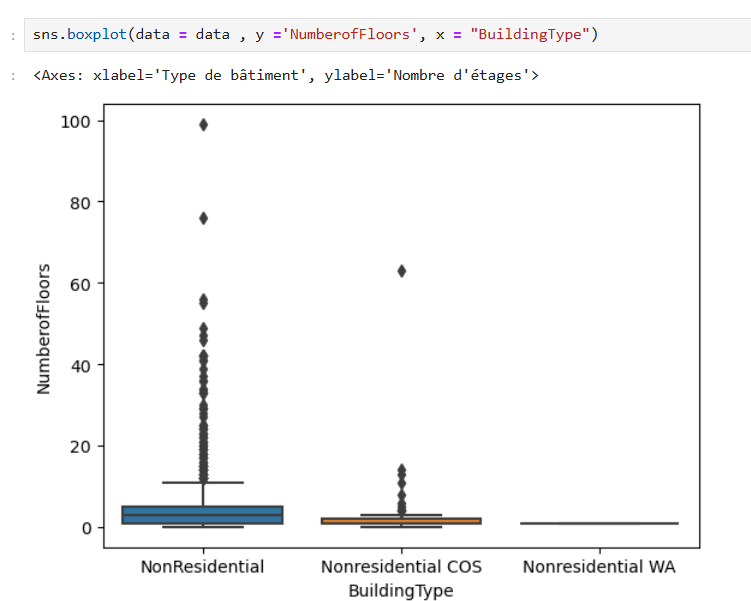 : sns.boxplot(data = data , y ='NumberofFloors', x = "BuildingType")
: <Axes: xlabel='Type de bâtiment', ylabel='Nombre d'étages'>
100
80
60
40
20
0
NumberofFloors
NonResidential Nonresidential COS Nonresidential WA
BuildingType